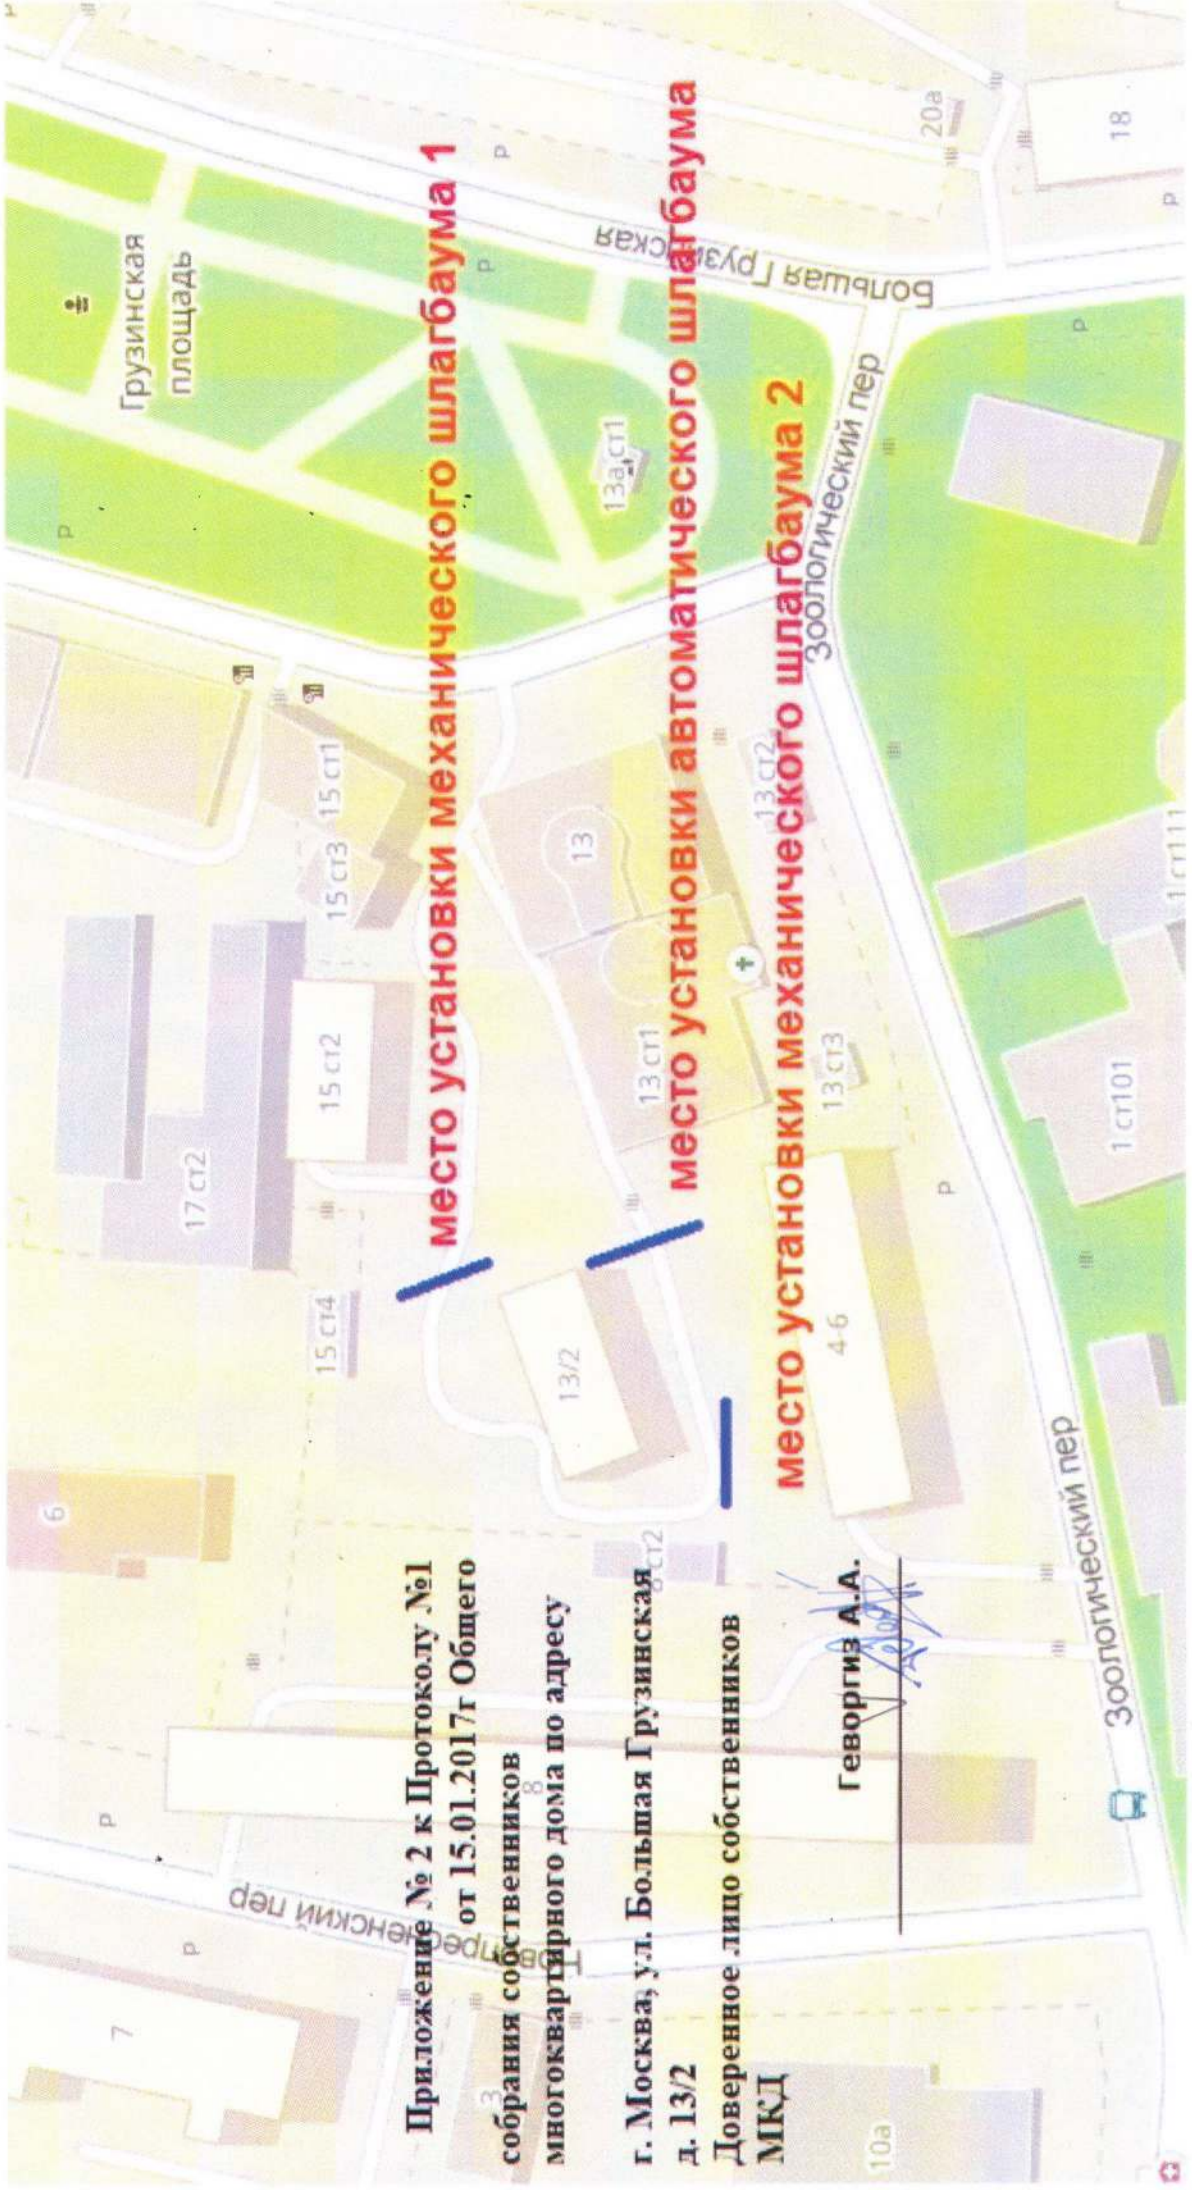 Приложение № 2 к Протоколу №1
от 15.01.2017г Общего
собрания собственников
многоквартирного дома по адресу
г. Москва, ул. Большая Грузинская
д. 13/2
Доверенное лицо собственников
МКД
Геворгиз А.А.
место установки механического шлагбаума 1
место установки автоматического шлагбаума
место установки механического шлагбаума 2
Грузинская
площадь
Большая Грузинская
Зоологический пер
Зоологический пер
7
3
10а
8
6
17 ст2
15 ст4
15 ст2
15 ст3
15 ст1
13/2
13
13 ст1
13 ст2
13 ст3
13а ст1
4-6
1 ст101
1 ст111
20а
18
P
P
P
P
P
P
P
P